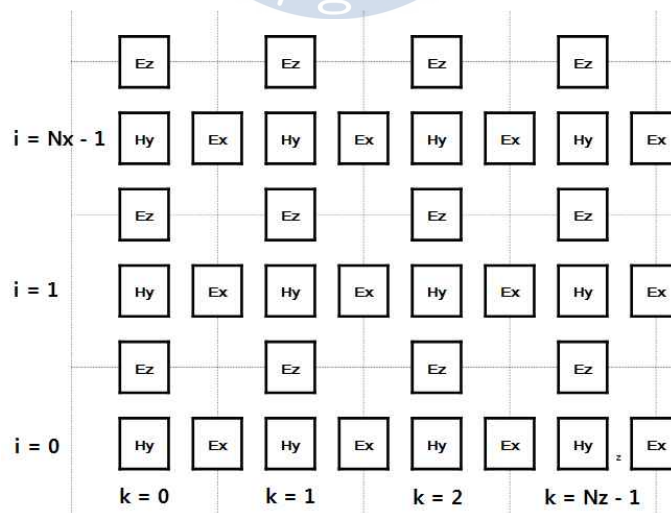 Ez Ez Ez Ez
i = Nx - 1 Hy Ex Hy Ex Hy Ex Hy Ex
Ez Ez Ez Ez
i = 1 Hy Ex Hy Ex Hy Ex Hy Ex
Ez Ez Ez Ez
i = 0 Hy Ex Hy Ex Hy Ex Hy z Ex
k = 0 k = 1 k = 2 k = Nz - 1